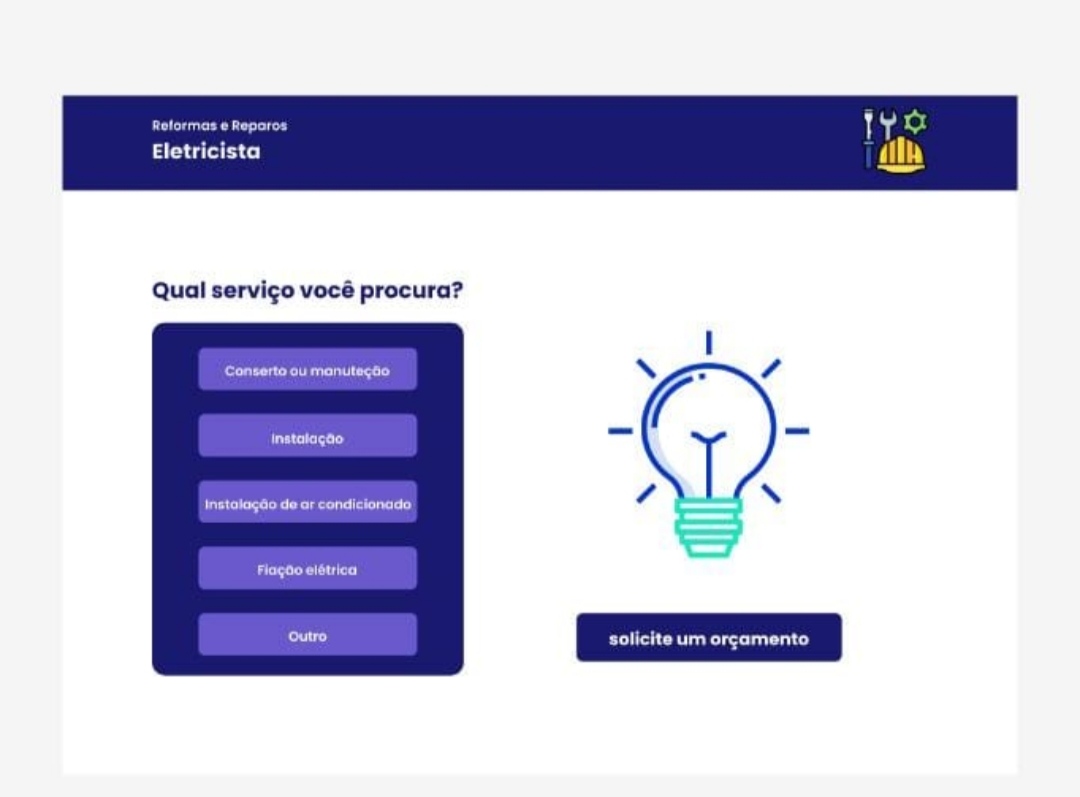 Reformas e Reparos
Eletricista
Qual serviço você procura?
Conserto ou manuteção
Instalação
Instalação de ar condicionado
Fiação elétrica
Outro
solicite um orçamento